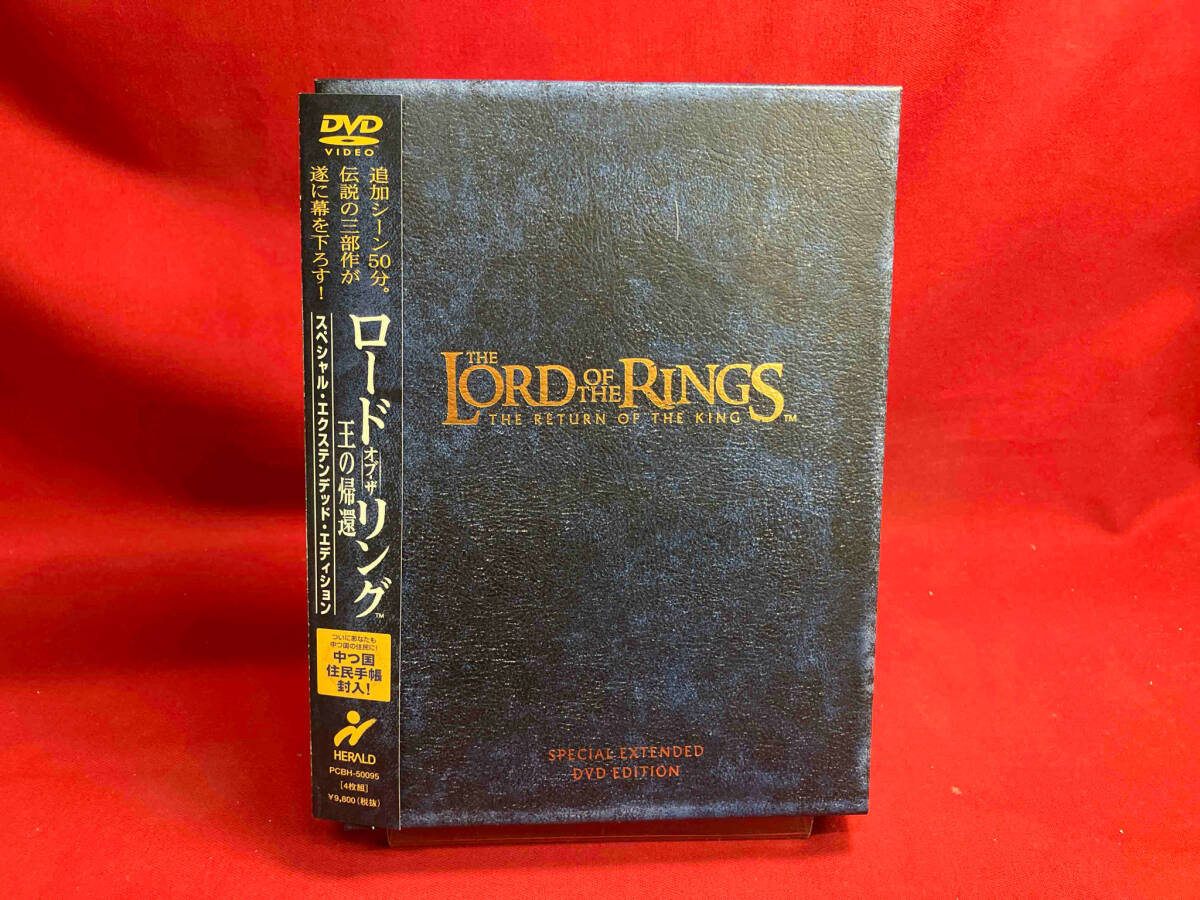 DVD
VIDEO
追加シーン50分。
伝説の三部作が
遂に幕を下ろす!
ロード オブ・ザ リング™
王の帰還
スペシャル・エクステンデッド・エディション
ついにあなたも
中つ国の住民に!
中つ国
住民手帳
封入!
HERALD
PCBH-50095
[4枚組]
¥9,800(税抜)
THE
LORD OF THE RINGS
THE RETURN OF THE KING™
SPECIAL EXTENDED
DVD EDITION